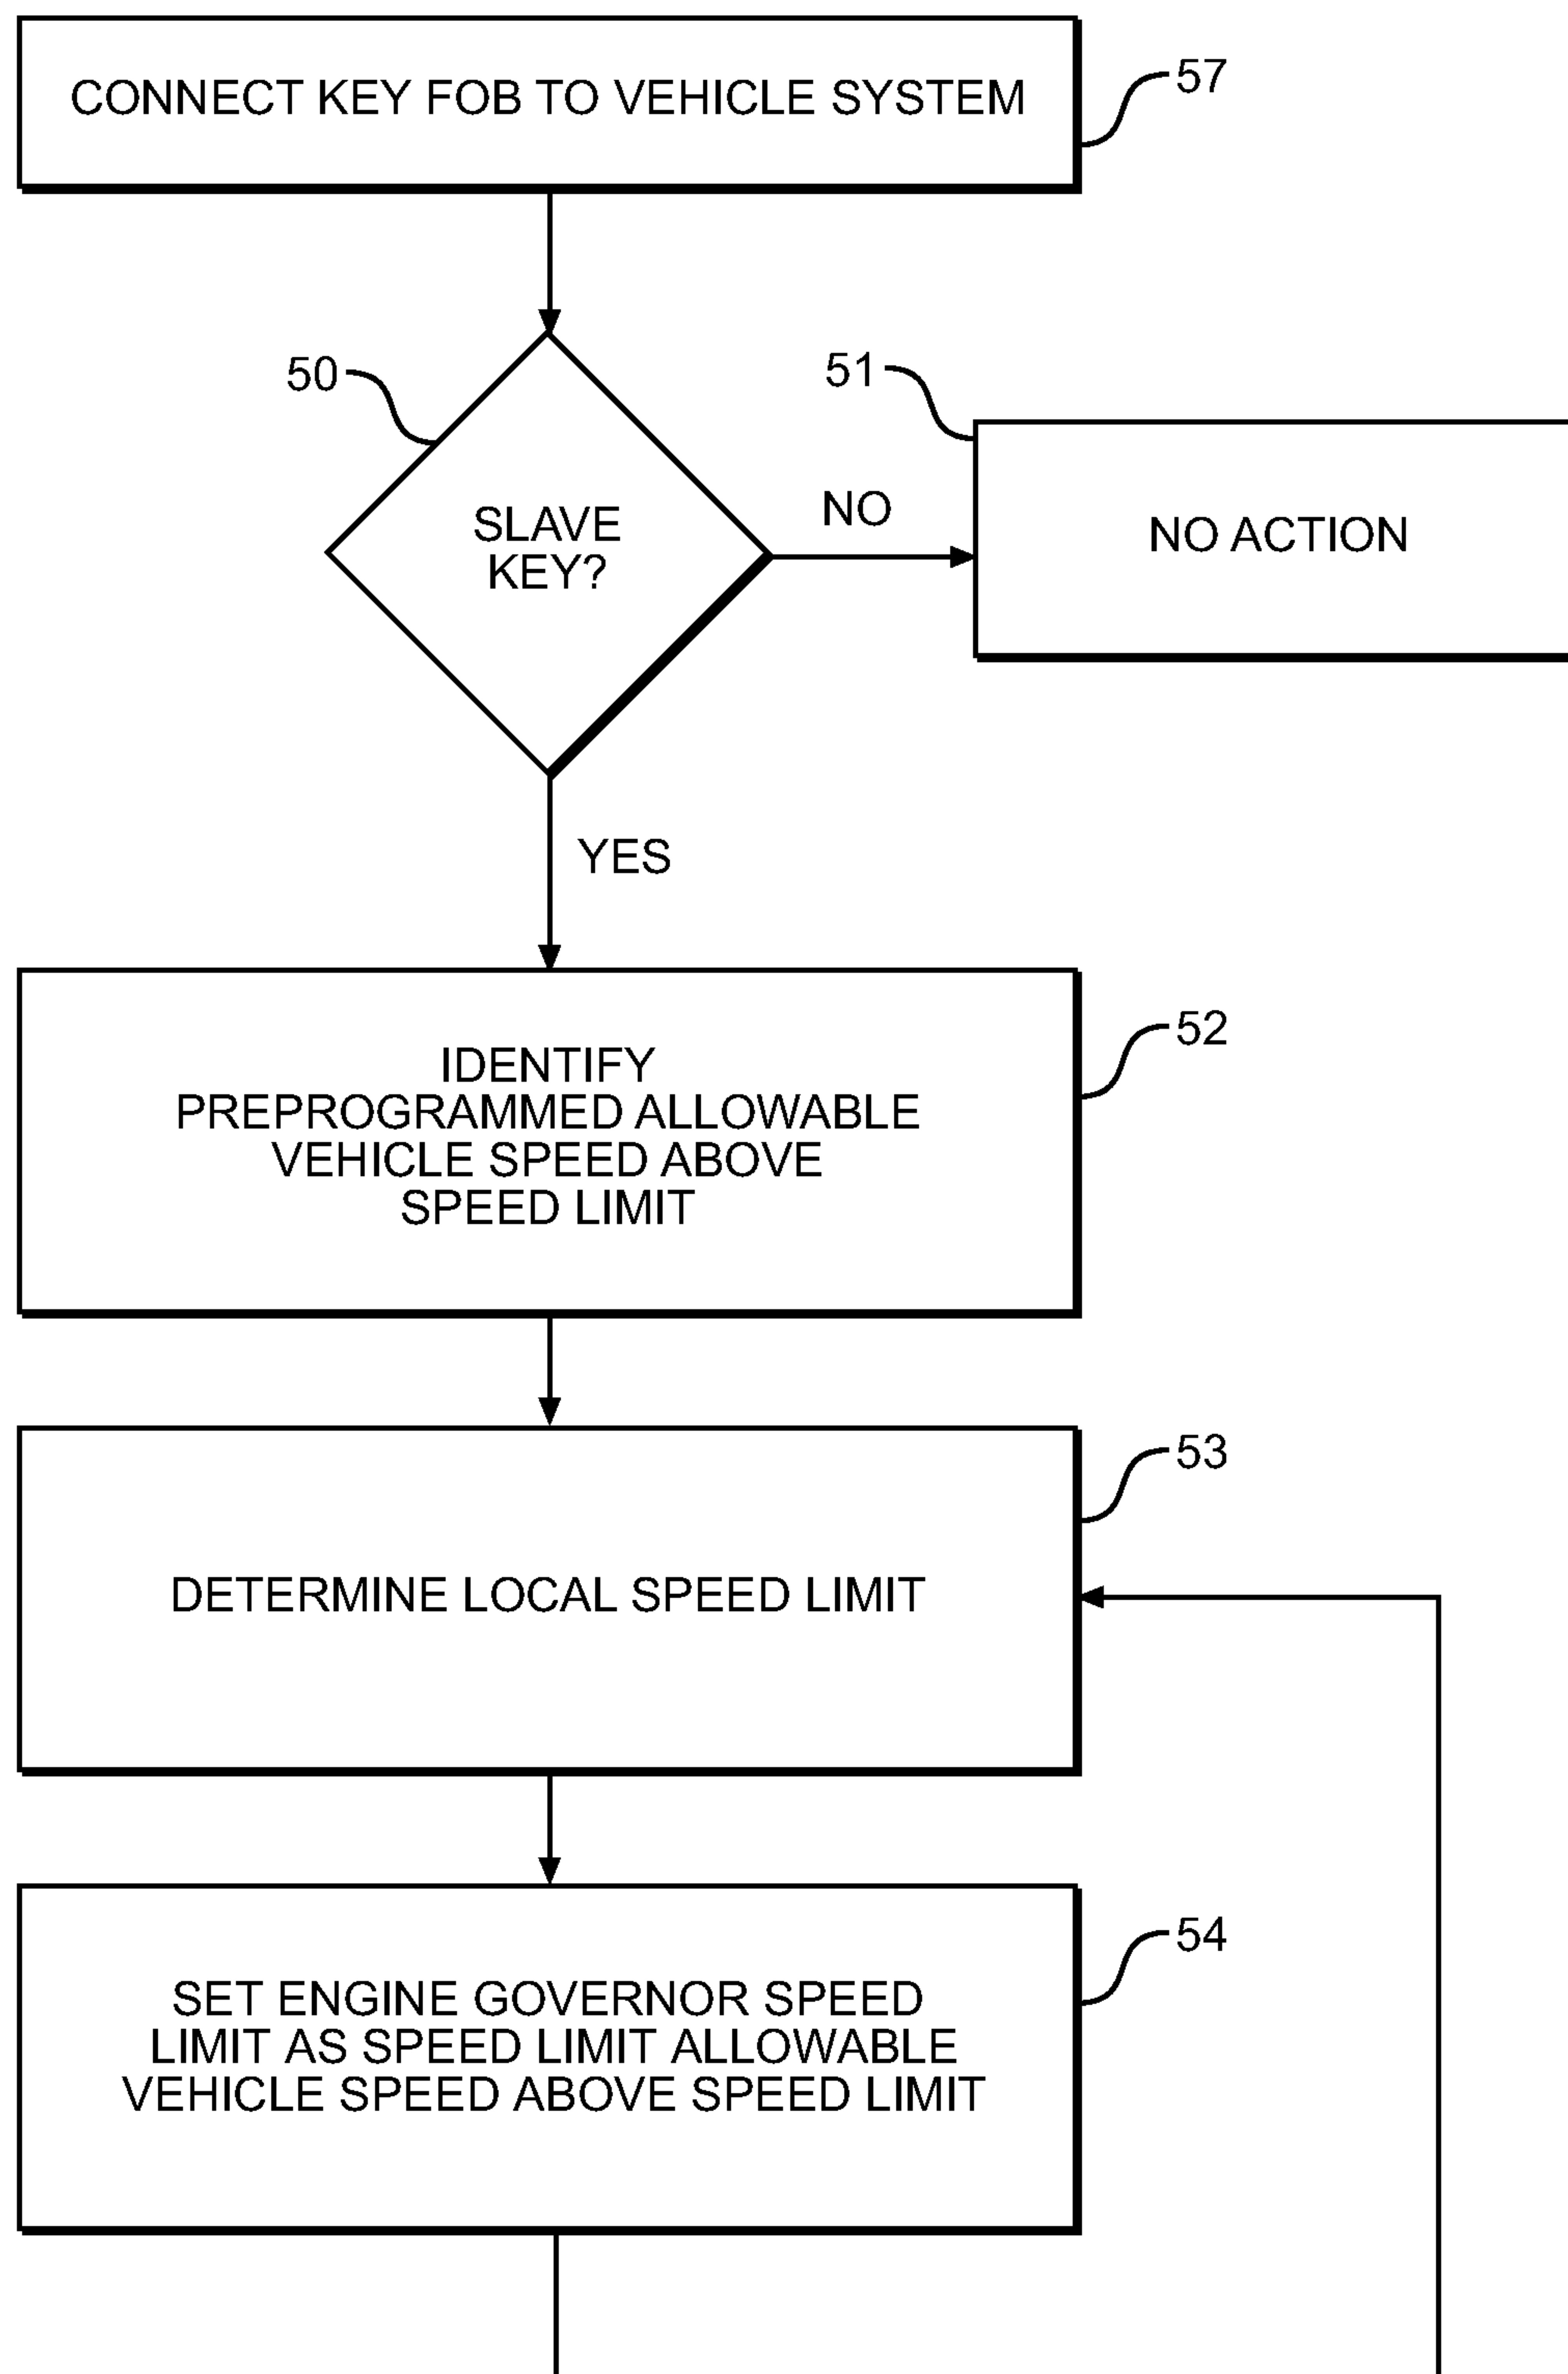 CONNECT KEY FOB TO VEHICLE SYSTEM
57
50
SLAVE
KEY?
NO
51
NO ACTION
YES
IDENTIFY
PREPROGRAMMED ALLOWABLE
VEHICLE SPEED ABOVE
SPEED LIMIT
52
DETERMINE LOCAL SPEED LIMIT
53
SET ENGINE GOVERNOR SPEED
LIMIT AS SPEED LIMIT ALLOWABLE
VEHICLE SPEED ABOVE SPEED LIMIT
54